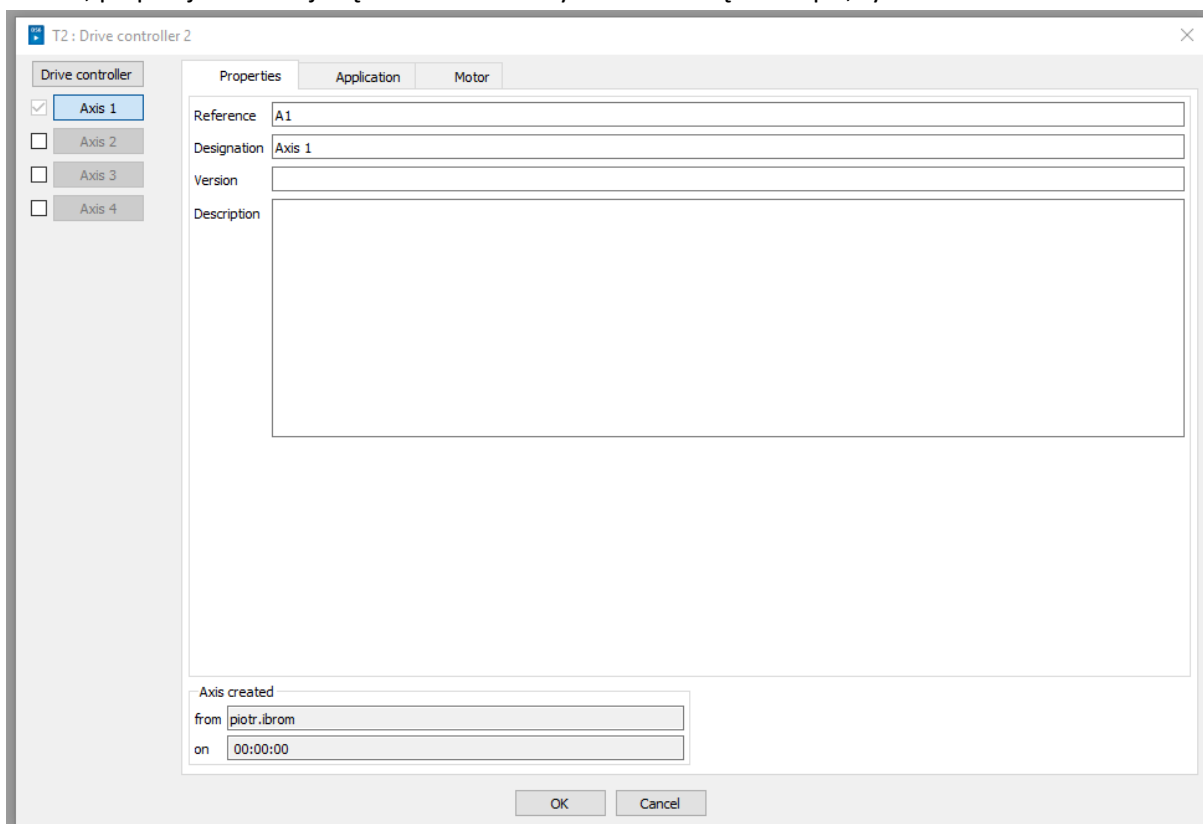 T2 : Drive controller 2
Drive controller
Properties
Application
Motor
Axis 1
Reference A1
Axis 2
Designation Axis 1
Axis 3
Version
Axis 4
Description
Axis created
from piotr.ibrom
on 00:00:00
OK
Cancel